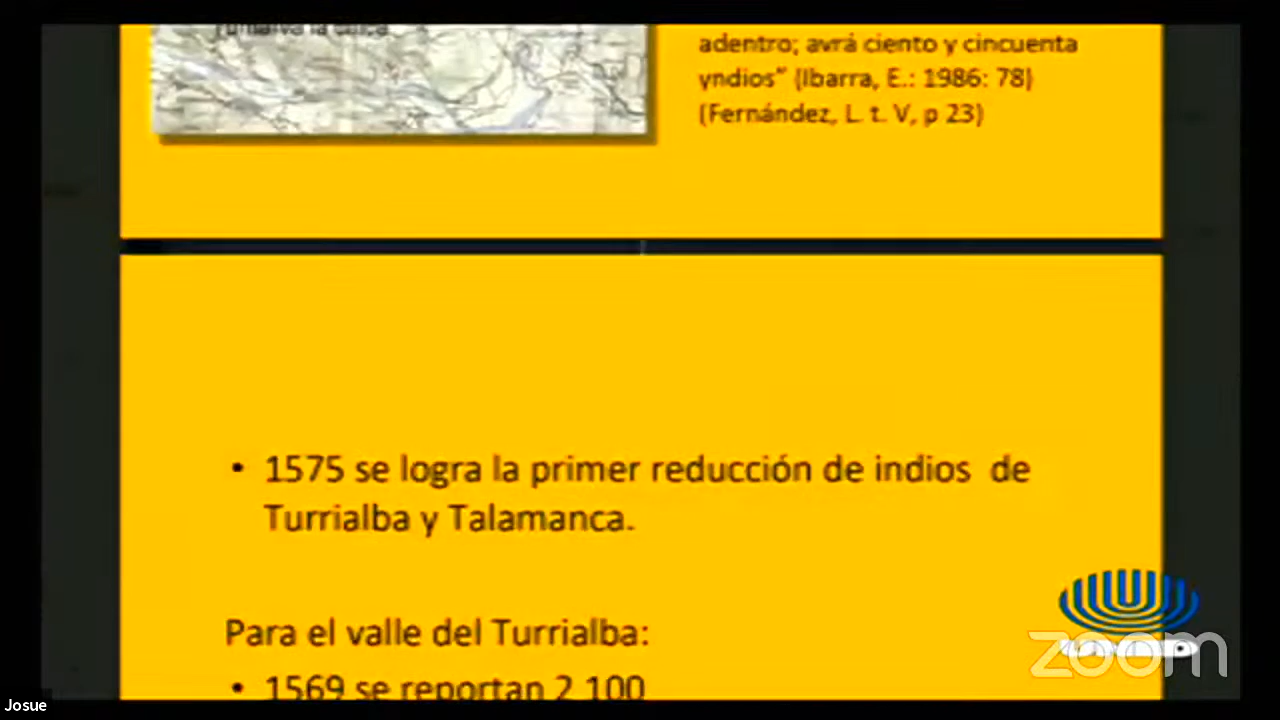 adentro; avrá ciento y cincuenta
yndios” (Ibarra, E.: 1986: 78)
(Fernández, L. t. V, p 23)
• 1575 se logra la primer reducción de indios de
Turrialba y Talamanca.
Para el valle del Turrialba:
• 1569 se reportan 2 100
zoom
Josue